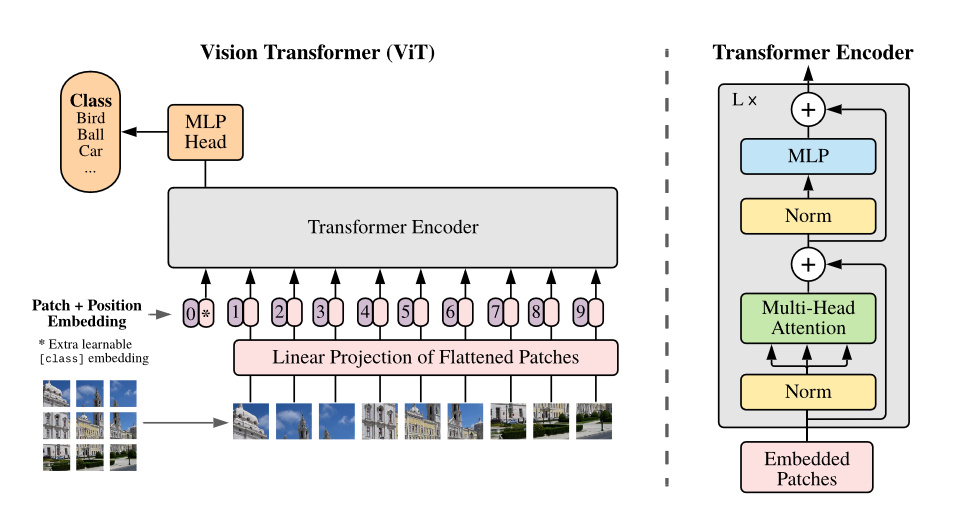 Vision Transformer (ViT)
Class
Bird
Ball
Car
...
MLP
Head
Transformer Encoder
Patch + Position
Embedding
0 * 1 2 3 4 5 6 7 8 9
* Extra learnable
[class] embedding
Linear Projection of Flattened Patches
Transformer Encoder
L ×
+
MLP
Norm
+
Multi-Head
Attention
Norm
Embedded
Patches